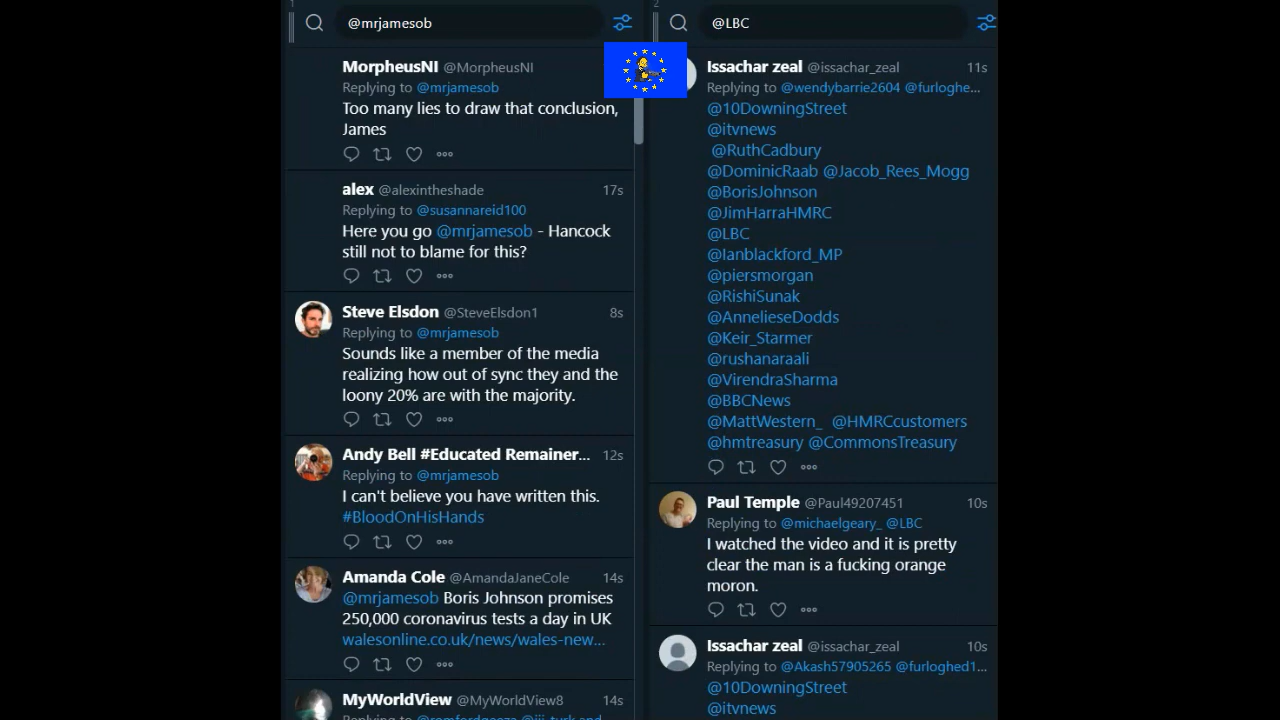 1
@mrjamesob
MorpheusNI @MorpheusNI
Replying to @mrjamesob
Too many lies to draw that conclusion,
James
alex @alexintheshade 17s
Replying to @susannareid100
Here you go @mrjamesob - Hancock
still not to blame for this?
Steve Elsdon @SteveElsdon1 8s
Replying to @mrjamesob
Sounds like a member of the media
realizing how out of sync they and the
loony 20% are with the majority.
Andy Bell #Educated Remainer... 12s
Replying to @mrjamesob
I can't believe you have written this.
#BloodOnHisHands
Amanda Cole @AmandaJaneCole 14s
@mrjamesob Boris Johnson promises
250,000 coronavirus tests a day in UK
walesonline.co.uk/news/wales-new...
MyWorldView @MyWorldView8 14s
2
@LBC
Issachar zeal @issachar_zeal 11s
Replying to @wendybarrie2604 @furloghe...
@10DowningStreet
@itvnews
@RuthCadbury
@DominicRaab @Jacob_Rees_Mogg
@BorisJohnson
@JimHarraHMRC
@LBC
@Ianblackford_MP
@piersmorgan
@RishiSunak
@AnnelieseDodds
@Keir_Starmer
@rushanaraali
@VirendraSharma
@BBCNews
@MattWestern_ @HMRCcustomers
@hmtreasury @CommonsTreasury
Paul Temple @Paul49207451 10s
Replying to @michaelgeary_ @LBC
I watched the video and it is pretty
clear the man is a fucking orange
moron.
Issachar zeal @issachar_zeal 10s
Replying to @Akash57905265 @furloghed1...
@10DowningStreet
@itvnews